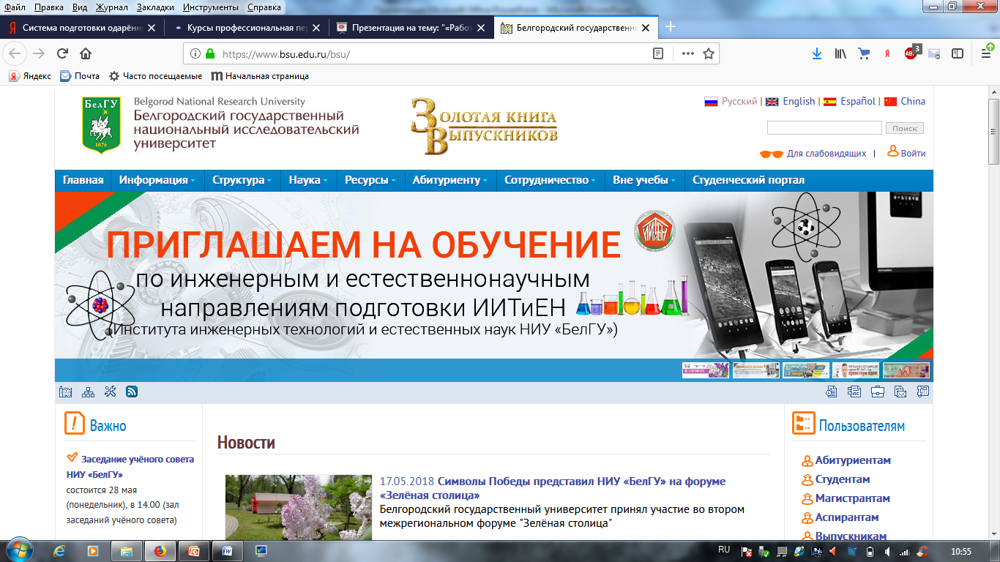 Файл Правка Вид Журнал Закладки Инструменты Справка
Система подготовки одарённ
Курсы профессиональная пер
Презентация на тему: "«Работ
Белгородский государственны
https://www.bsu.edu.ru/bsu/
ABP 3
Яндекс Почта Часто посещаемые Начальная страница
БелГУ
1876
Belgorod National Research University
Белгородский государственный
национальный исследовательский
университет
Золотая книга
Выпускников
Русский | English | Español | China
Поиск
Для слабовидящих | Войти
Главная Информация Структура Наука Ресурсы Абитуриенту Сотрудничество Вне учебы Студенческий портал
ПРИГЛАШАЕМ НА ОБУЧЕНИЕ
ИИТиЕН
по инженерным и естественнонаучным
направлениям подготовки ИИТиЕН
(Института инженерных технологий и естественных наук НИУ «БелГУ»)
Важно
Заседание учёного совета
НИУ «БелГУ»
состоится 28 мая
(понедельник), в 14.00 (зал
заседаний учёного совета)
Новости
17.05.2018 Символы Победы представил НИУ «БелГУ» на форуме
«Зелёная столица»
Белгородский государственный университет принял участие во втором
межрегиональном форуме "Зелёная столица"
Пользователям
Абитуриентам
Студентам
Магистрантам
Аспирантам
Выпускникам
RU
10:55